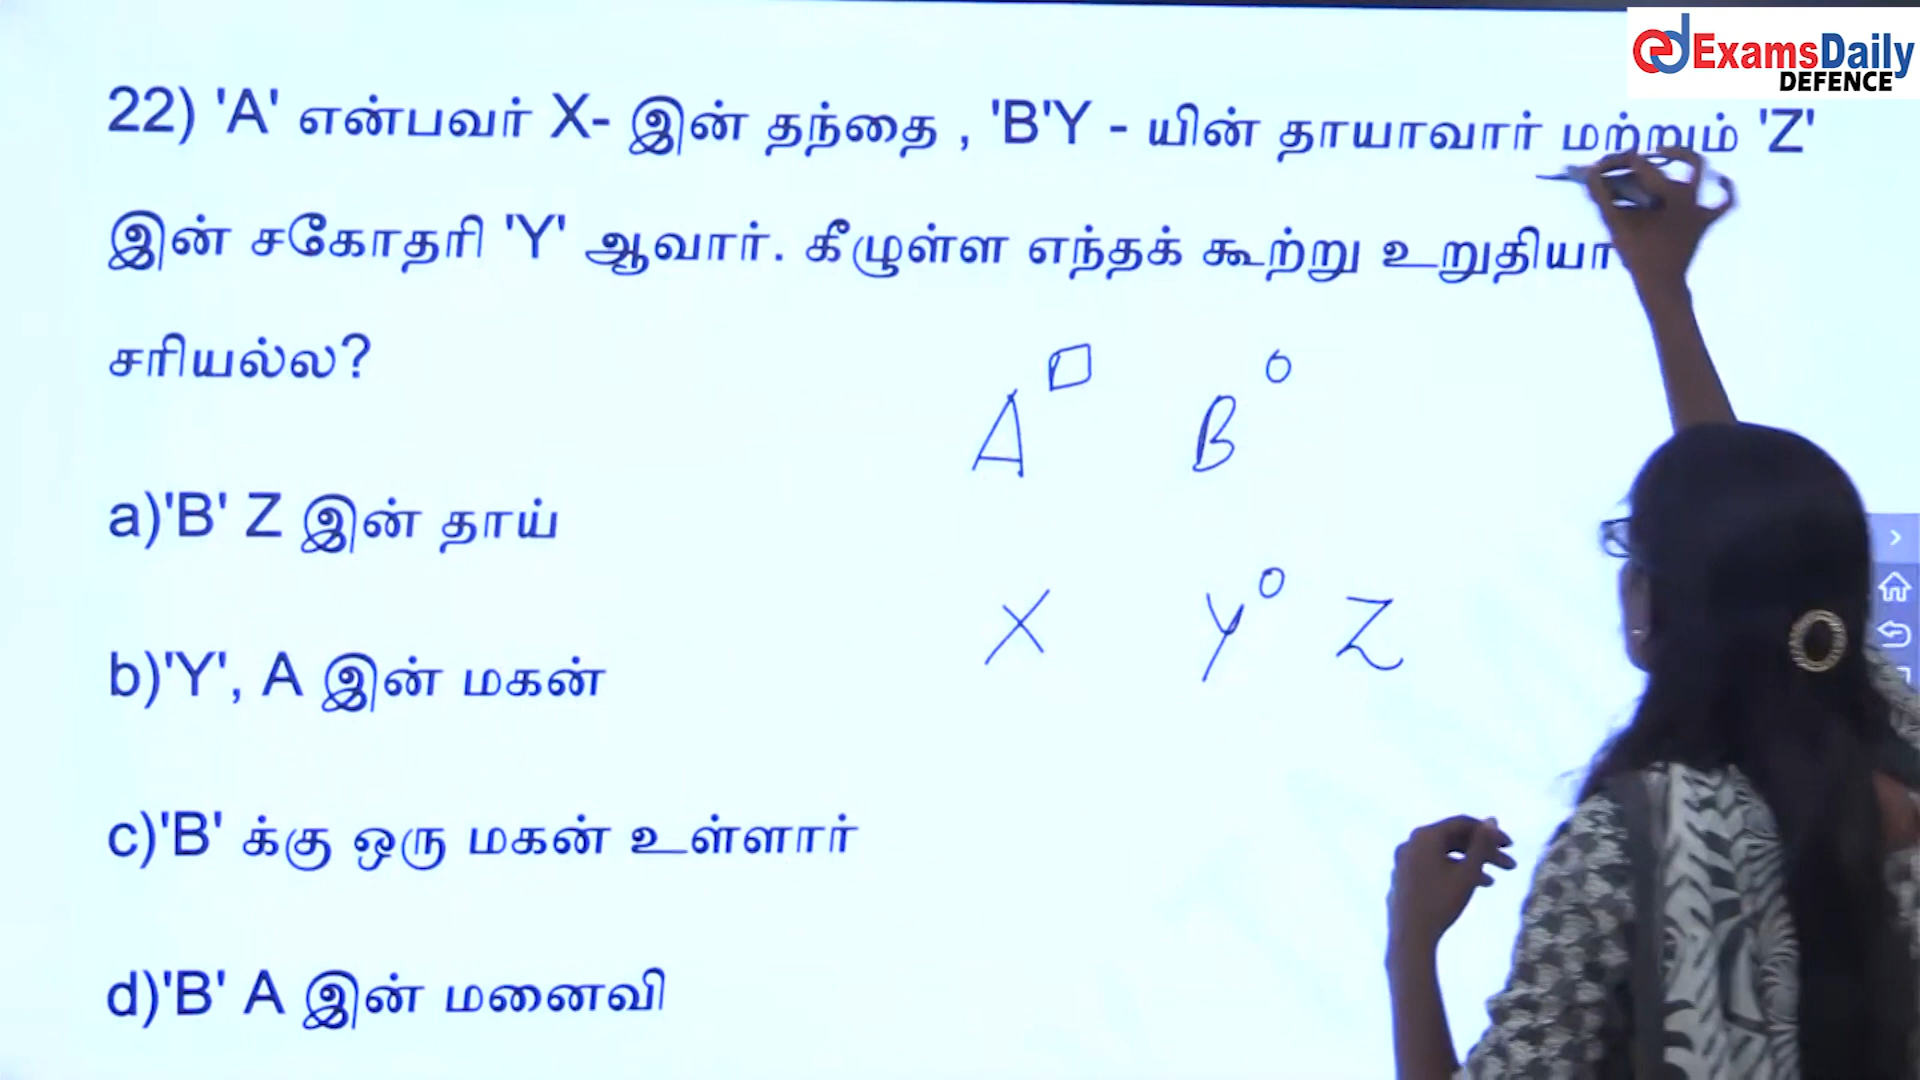 ExamsDaily
DEFENCE
22) 'A' என்பவர் X- இன் தந்தை , 'B'Y - யின் தாயாவார் மற்றும் 'Z'
இன் சகோதரி 'Y' ஆவார். கீழுள்ள எந்தக் கூற்று உறுதியா
சரியல்ல?
A B
a)'B' Z இன் தாய்
X Y Z
b)'Y', A இன் மகன்
c)'B' க்கு ஒரு மகன் உள்ளார்
d)'B' A இன் மனைவி